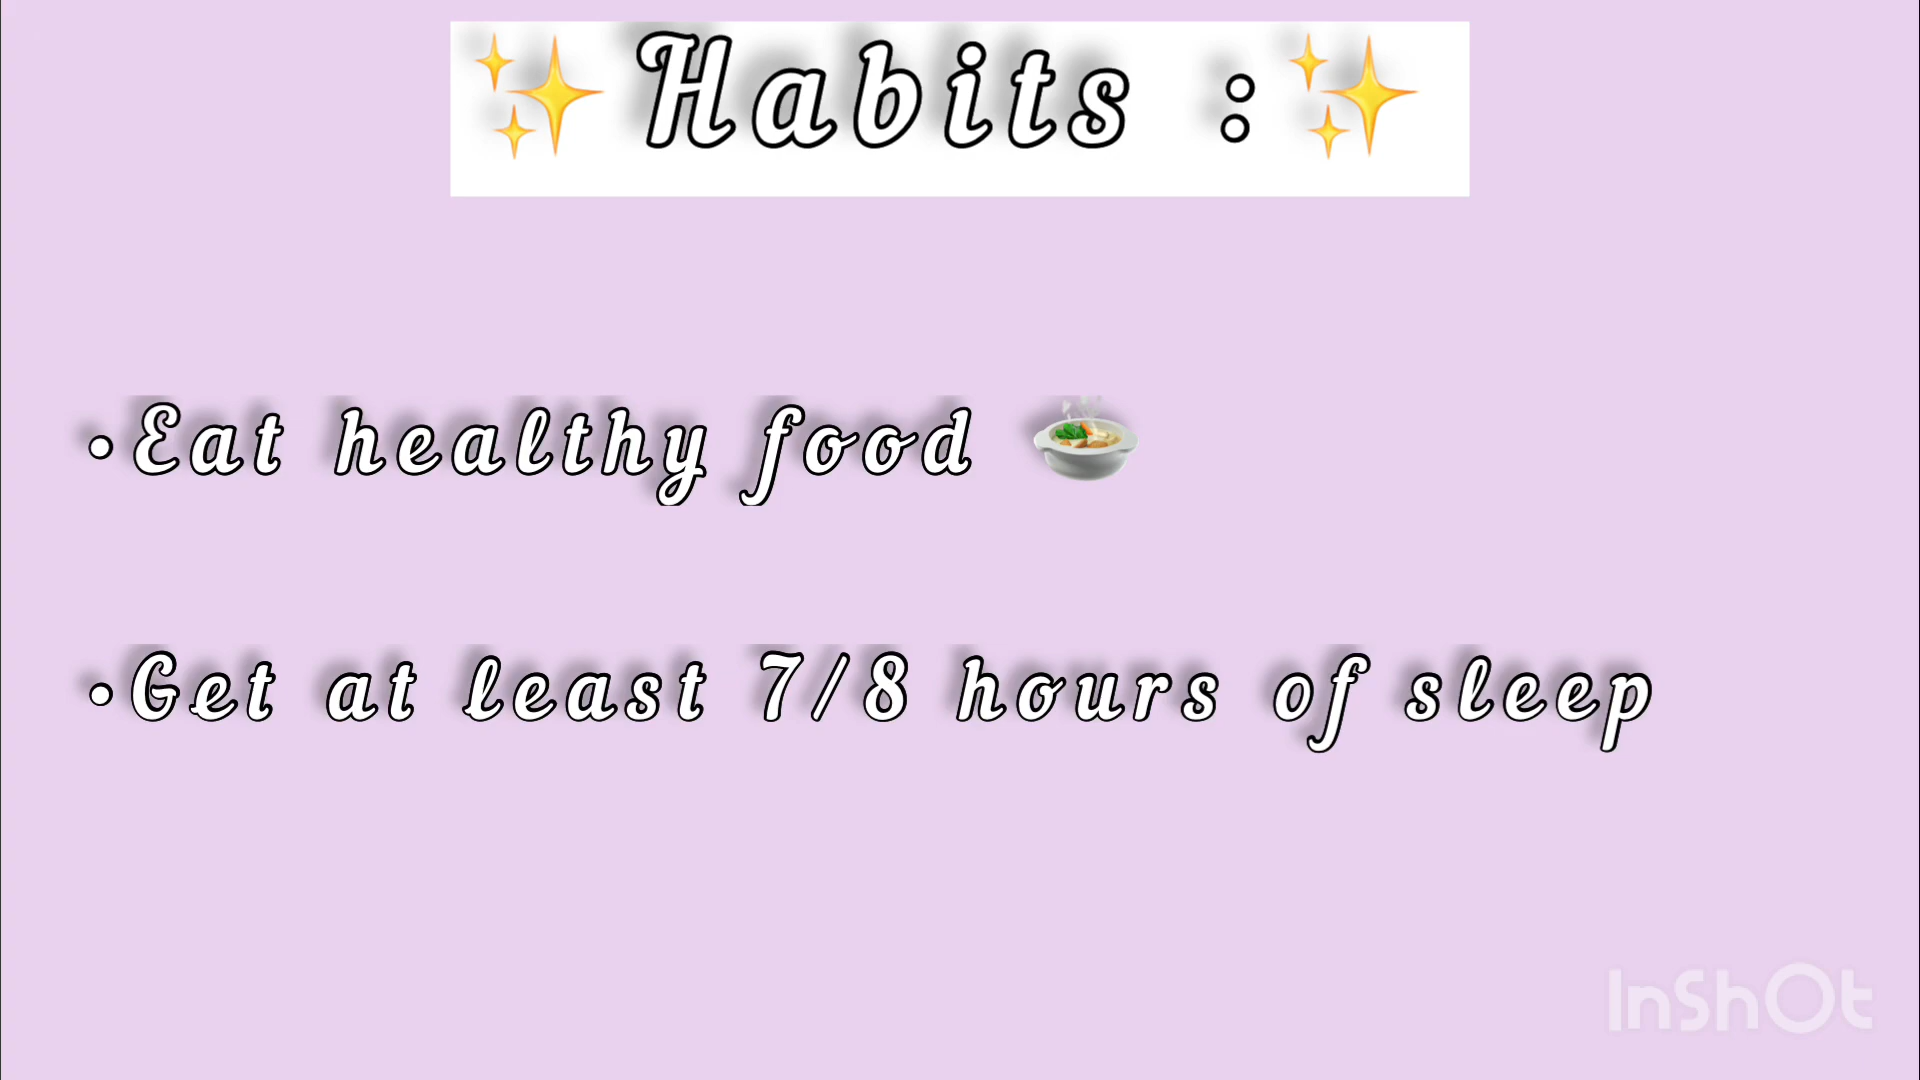 ✨Habits :✨
•Eat healthy food 🍲
•Get at least 7/8 hours of sleep
InShOt